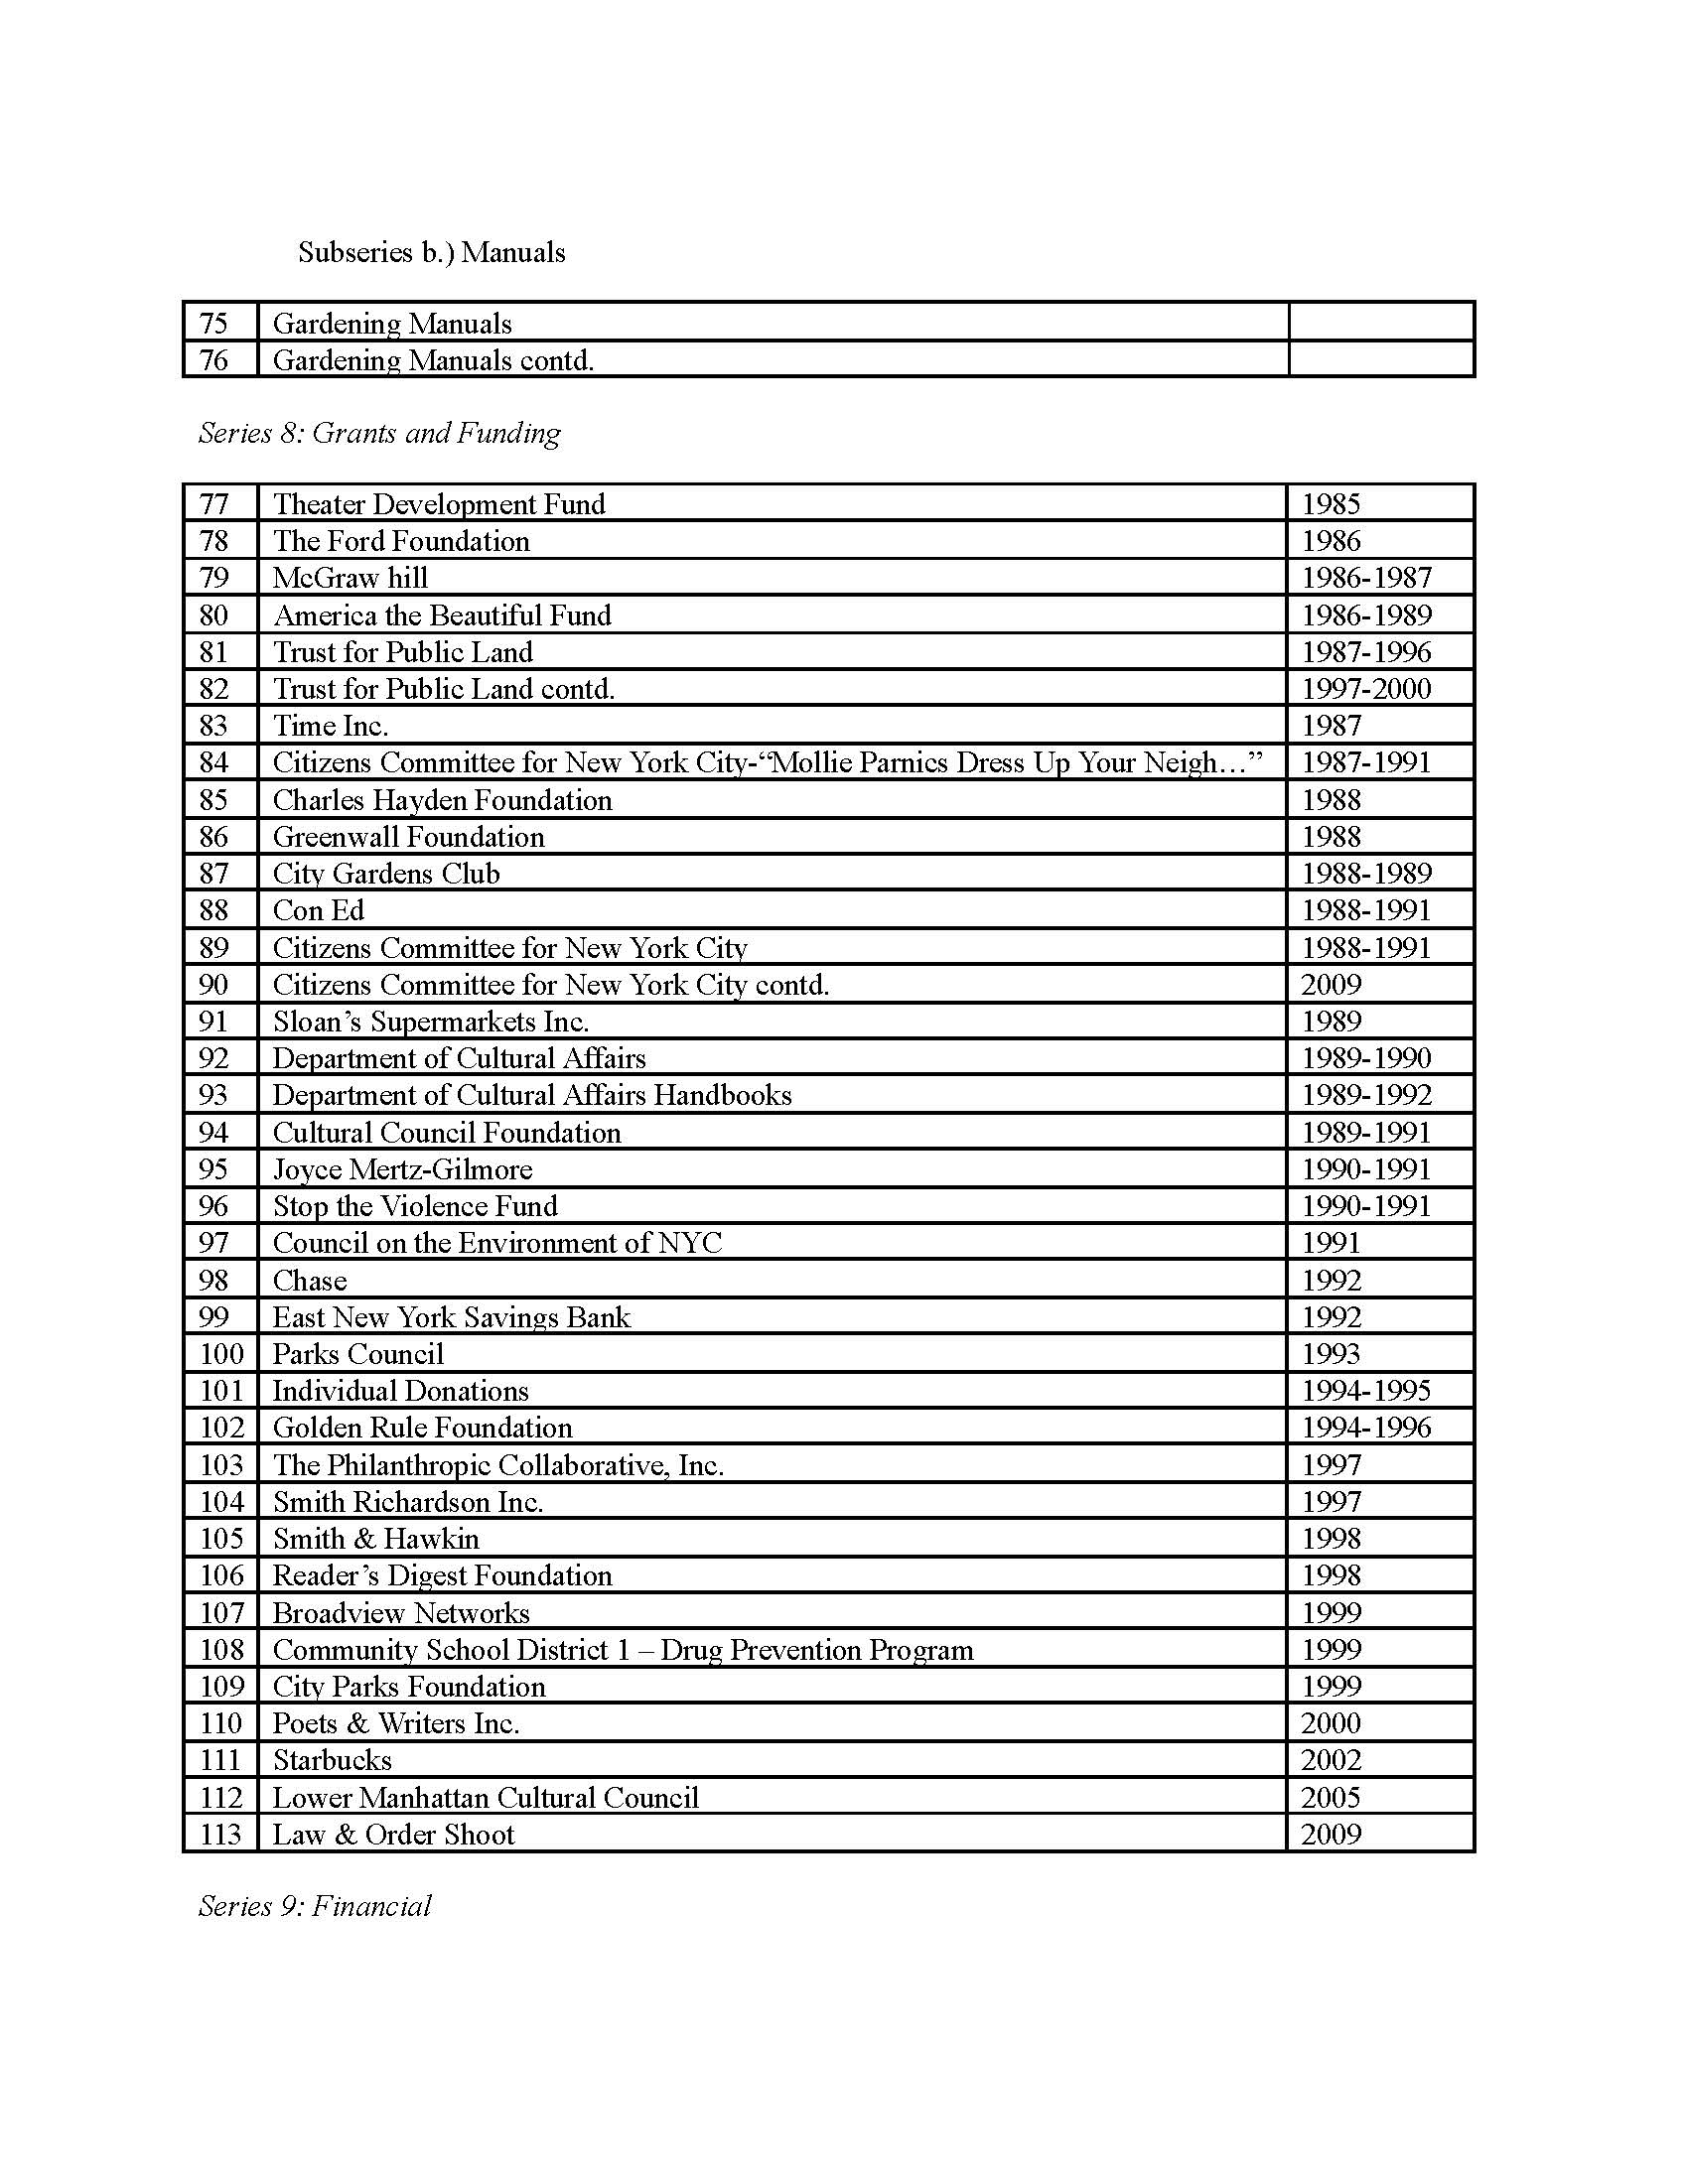 Subseries b.) Manuals
75 Gardening Manuals
76 Gardening Manuals contd.
Series 8: Grants and Funding
77 Theater Development Fund 1985
78 The Ford Foundation 1986
79 McGraw hill 1986-1987
80 America the Beautiful Fund 1986-1989
81 Trust for Public Land 1987-1996
82 Trust for Public Land contd. 1997-2000
83 Time Inc. 1987
84 Citizens Committee for New York City-“Mollie Parnics Dress Up Your Neigh…” 1987-1991
85 Charles Hayden Foundation 1988
86 Greenwall Foundation 1988
87 City Gardens Club 1988-1989
88 Con Ed 1988-1991
89 Citizens Committee for New York City 1988-1991
90 Citizens Committee for New York City contd. 2009
91 Sloan’s Supermarkets Inc. 1989
92 Department of Cultural Affairs 1989-1990
93 Department of Cultural Affairs Handbooks 1989-1992
94 Cultural Council Foundation 1989-1991
95 Joyce Mertz-Gilmore 1990-1991
96 Stop the Violence Fund 1990-1991
97 Council on the Environment of NYC 1991
98 Chase 1992
99 East New York Savings Bank 1992
100 Parks Council 1993
101 Individual Donations 1994-1995
102 Golden Rule Foundation 1994-1996
103 The Philanthropic Collaborative, Inc. 1997
104 Smith Richardson Inc. 1997
105 Smith & Hawkin 1998
106 Reader’s Digest Foundation 1998
107 Broadview Networks 1999
108 Community School District 1 – Drug Prevention Program 1999
109 City Parks Foundation 1999
110 Poets & Writers Inc. 2000
111 Starbucks 2002
112 Lower Manhattan Cultural Council 2005
113 Law & Order Shoot 2009
Series 9: Financial